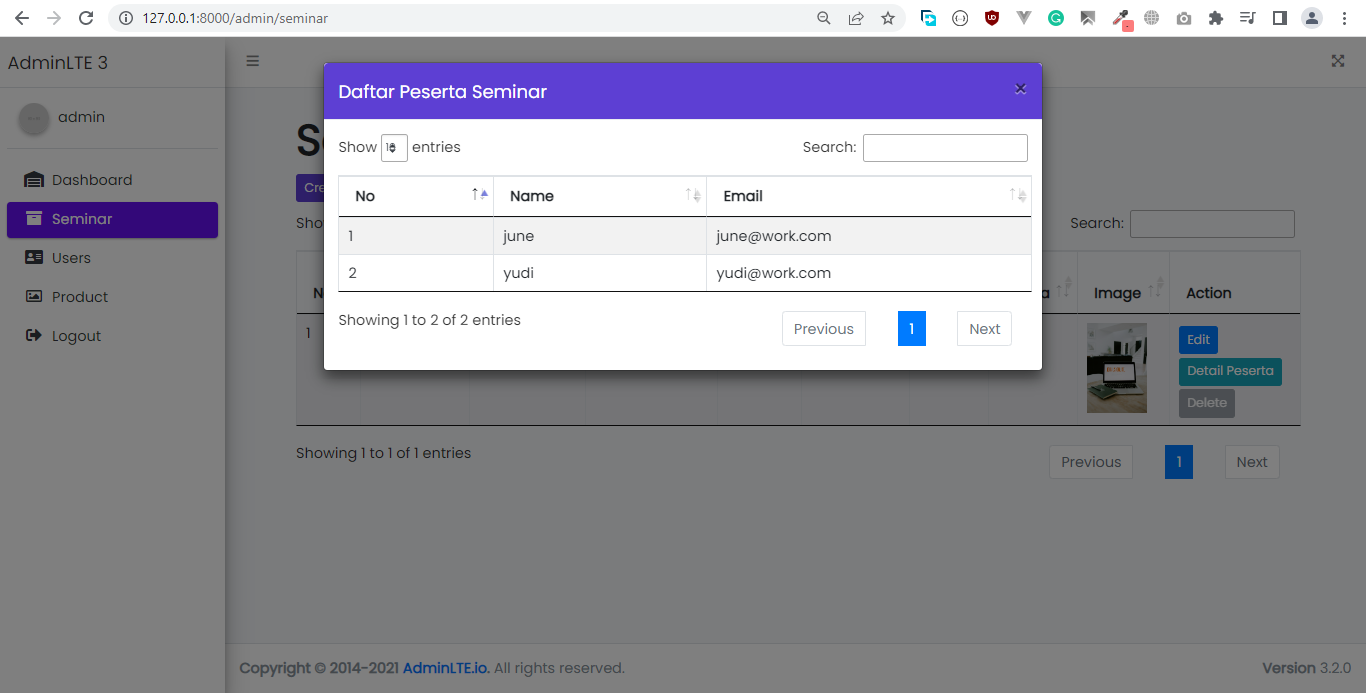 127.0.0.1:8000/admin/seminar
AdminLTE 3
admin
Dashboard
Seminar
Users
Product
Logout
Daftar Peserta Seminar
×
Show 10 entries
Search:
No Name Email
1 june june@work.com
2 yudi yudi@work.com
Showing 1 to 2 of 2 entries
Previous 1 Next
Search:
Image Action
1
Edit
Detail Peserta
Delete
Showing 1 to 1 of 1 entries
Previous 1 Next
Copyright © 2014-2021 AdminLTE.io. All rights reserved.
Version 3.2.0